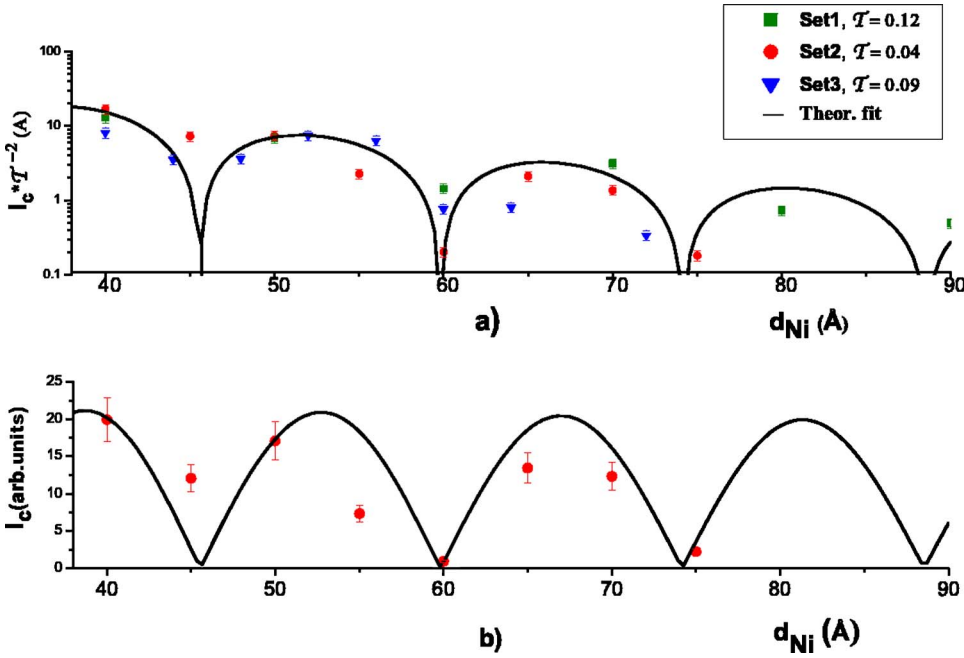 Set1, 𝒯 = 0.12
Set2, 𝒯 = 0.04
Set3, 𝒯 = 0.09
Theor. fit
I_c*𝒯^-2 (A)
100
10
1
0.1
40 50 60 70 80 90
a)
d_Ni (Å)
I_c(arb.units)
25
20
15
10
5
0
40 50 60 70 80 90
b)
d_Ni (Å)